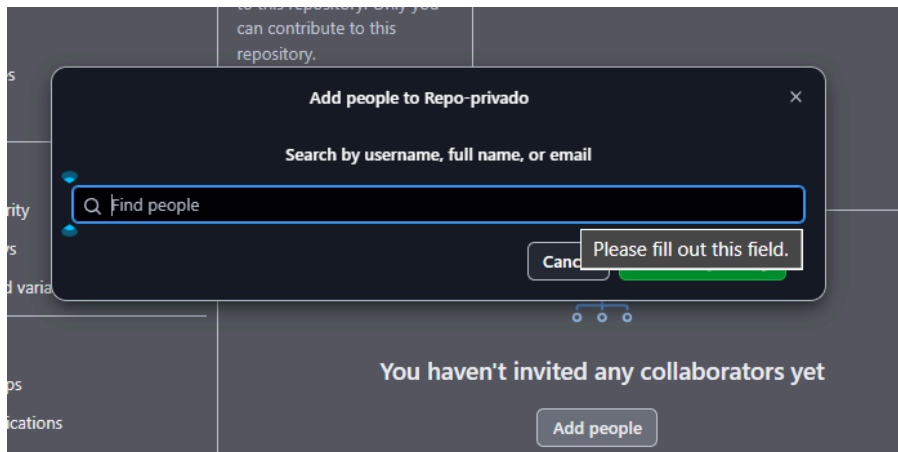 to this repository. Only you
can contribute to this
repository.
s
Add people to Repo-privado
×
Search by username, full name, or email
Find people
rity
Please fill out this field.
Canc
/s
d varia
You haven't invited any collaborators yet
ps
Add people
ications